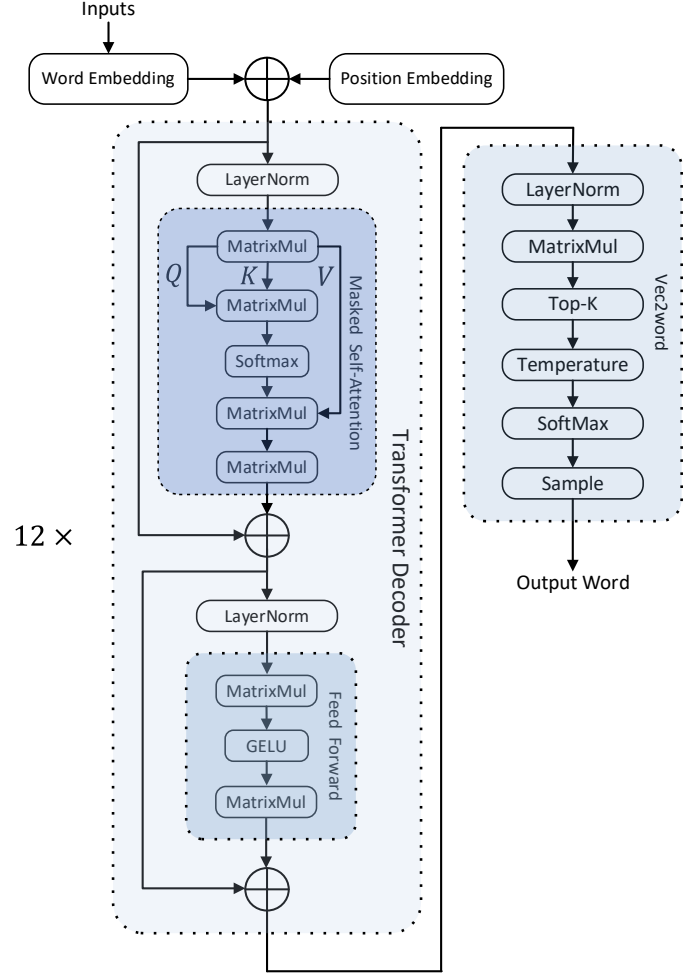 Inputs
Word Embedding
Position Embedding
LayerNorm
MatrixMul
Q
K
V
MatrixMul
Softmax
MatrixMul
MatrixMul
Masked Self-Attention
12 ×
LayerNorm
MatrixMul
GELU
MatrixMul
Feed Forward
Transformer Decoder
LayerNorm
MatrixMul
Top-K
Temperature
SoftMax
Sample
Vec2word
Output Word